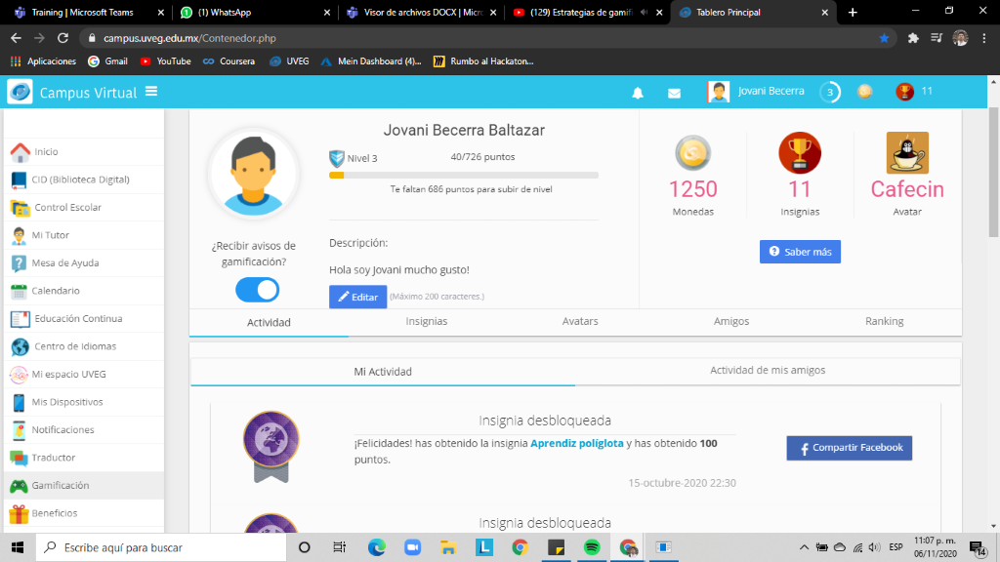 Training | Microsoft Teams
(1) WhatsApp
Visor de archivos DOCX | Micro
(129) Estrategias de gamifi
Tablero Principal
campus.uveg.edu.mx/Contenedor.php
Aplicaciones
Gmail
YouTube
Coursera
UVEG
Mein Dashboard (4)...
Rumbo al Hackaton...
Campus Virtual
Jovani Becerra
3
11
Inicio
CID (Biblioteca Digital)
Control Escolar
Mi Tutor
Mesa de Ayuda
Calendario
Educación Continua
Centro de Idiomas
Mi espacio UVEG
Mis Dispositivos
Notificaciones
Traductor
Gamificación
Beneficios
¿Recibir avisos de
gamificación?
Jovani Becerra Baltazar
Nivel 3
40/726 puntos
Te faltan 686 puntos para subir de nivel
Descripción:
Hola soy Jovani mucho gusto!
Editar
(Máximo 200 caracteres.)
1250
Monedas
11
Insignias
Cafecin
Avatar
Saber más
Actividad
Insignias
Avatars
Amigos
Ranking
Mi Actividad
Actividad de mis amigos
Insignia desbloqueada
¡Felicidades! has obtenido la insignia Aprendiz políglota y has obtenido 100
puntos.
15-octubre-2020 22:30
Compartir Facebook
Insignia desbloqueada
Escribe aquí para buscar
ESP
11:07 p. m.
06/11/2020
14